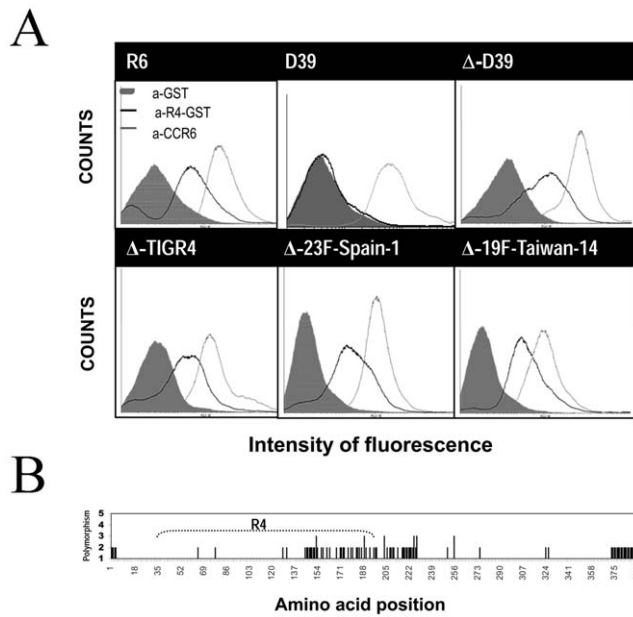 A
R6 D39 Δ-D39
a-GST
a-R4-GST
a-CCR6
COUNTS
Δ-TIGR4 Δ-23F-Spain-1 Δ-19F-Taiwan-14
COUNTS
Intensity of fluorescence
B
Polymorphism
5
4
3
2
1
R4
1 18 35 52 69 86 103 120 137 154 171 188 205 222 239 256 273 290 307 324 341 358 375
Amino acid position